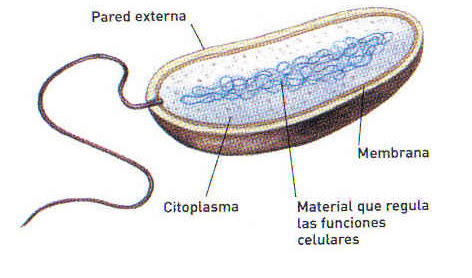 Pared externa
Membrana
Citoplasma
Material que regula
las funciones
celulares